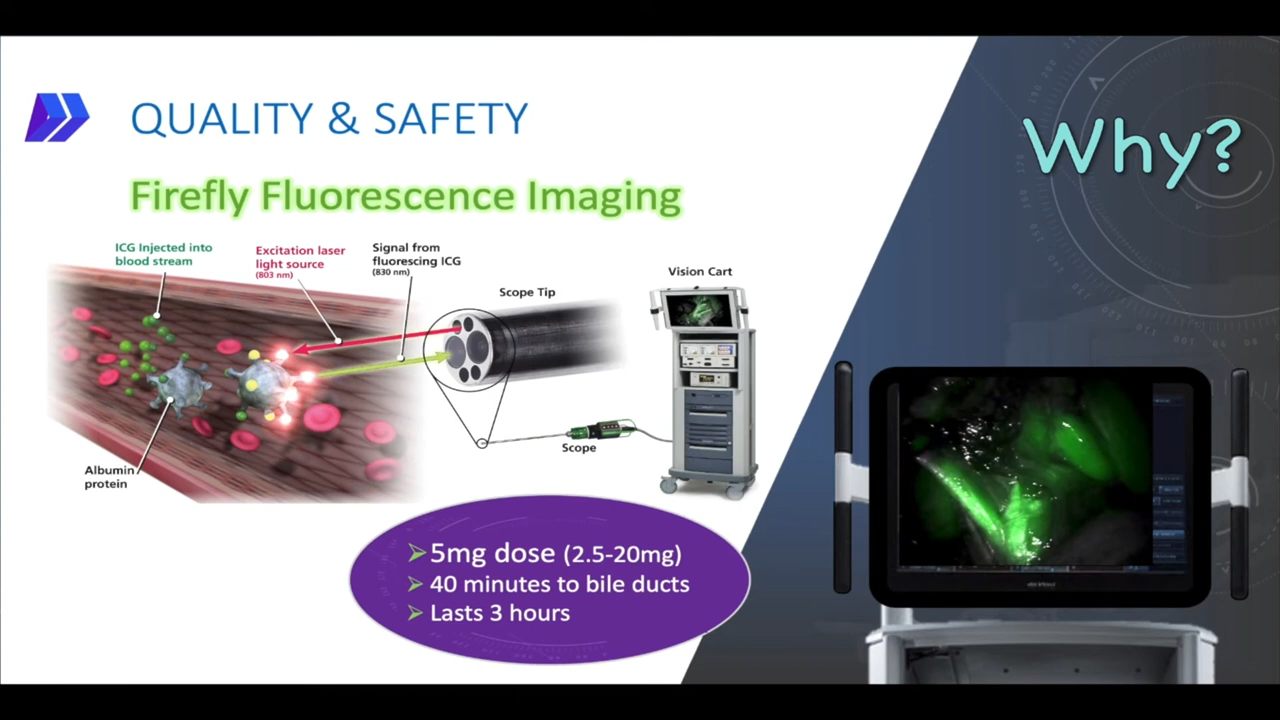 QUALITY & SAFETY
Why?
Firefly Fluorescence Imaging
ICG Injected into
blood stream
Excitation laser
light source
(803 nm)
Signal from
fluorescing ICG
(830 nm)
Scope Tip
Vision Cart
Scope
Albumin
protein
5mg dose (2.5-20mg)
40 minutes to bile ducts
Lasts 3 hours